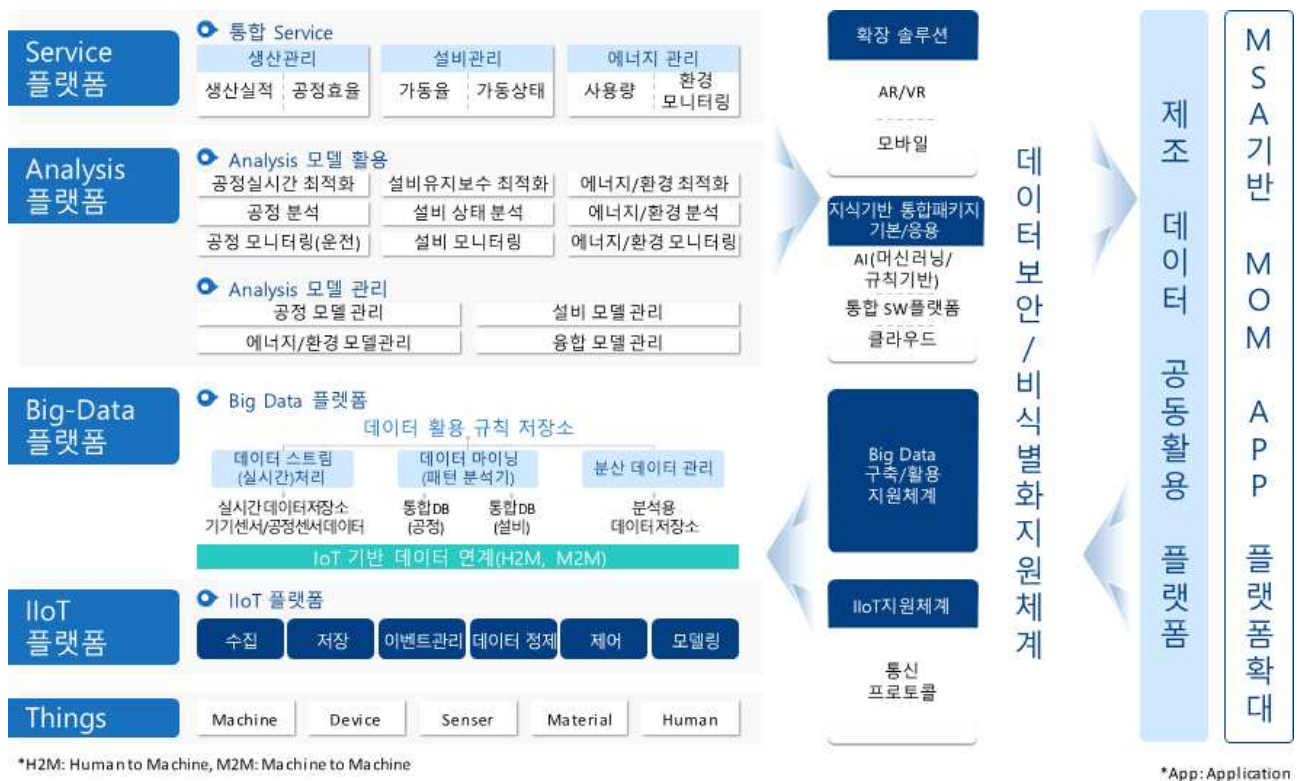 Service
플랫폼
통합 Service
생산관리
생산실적 공정효율
설비관리
가동율 가동상태
에너지 관리
사용량
환경
모니터링
Analysis
플랫폼
Analysis 모델 활용
공정실시간 최적화 설비유지보수 최적화 에너지/환경 최적화
공정 분석 설비 상태 분석 에너지/환경 분석
공정 모니터링(운전) 설비 모니터링 에너지/환경 모니터링
Analysis 모델 관리
공정 모델 관리 설비 모델 관리
에너지/환경 모델관리 융합 모델 관리
Big-Data
플랫폼
Big Data 플렛폼
데이터 활용 규칙 저장소
데이터 스트림
(실시간)처리
데이터 마이닝
(패턴 분석기)
분산 데이터 관리
실시간데이터저장소
기기센서/공정센서데이터
통합DB
(공정)
통합DB
(설비)
분석용
데이터저장소
IoT 기반 데이터 연계(H2M, M2M)
IIoT
플랫폼
IIoT 플랫폼
수집 저장 이벤트관리 데이터 정제 제어 모델링
Things
Machine Device Senser Material Human
*H2M: Human to Machine, M2M: Machine to Machine
확장 솔루션
AR/VR
모바일
지식기반 통합패키지
기본/응용
AI(머신러닝/
규칙기반)
통합 SW플랫폼
클라우드
Big Data
구축/활용
지원체계
IIoT지원체계
통신
프로토콜
데이터보안/비식별화지원체계
제조 데이터 공동활용 플랫폼
MSA기반 MOM APP 플랫폼확대
*App: Application